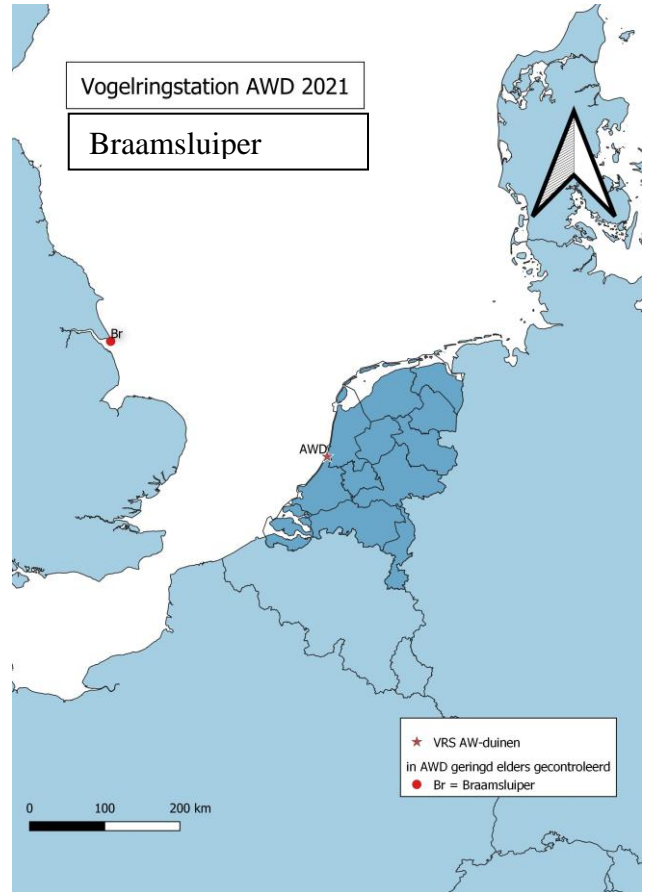 Vogelringstation AWD 2021
Braamsluiper
Br
AWD
VRS AW-duinen
in AWD geringd elders gecontroleerd
Br = Braamsluiper
0 100 200 km